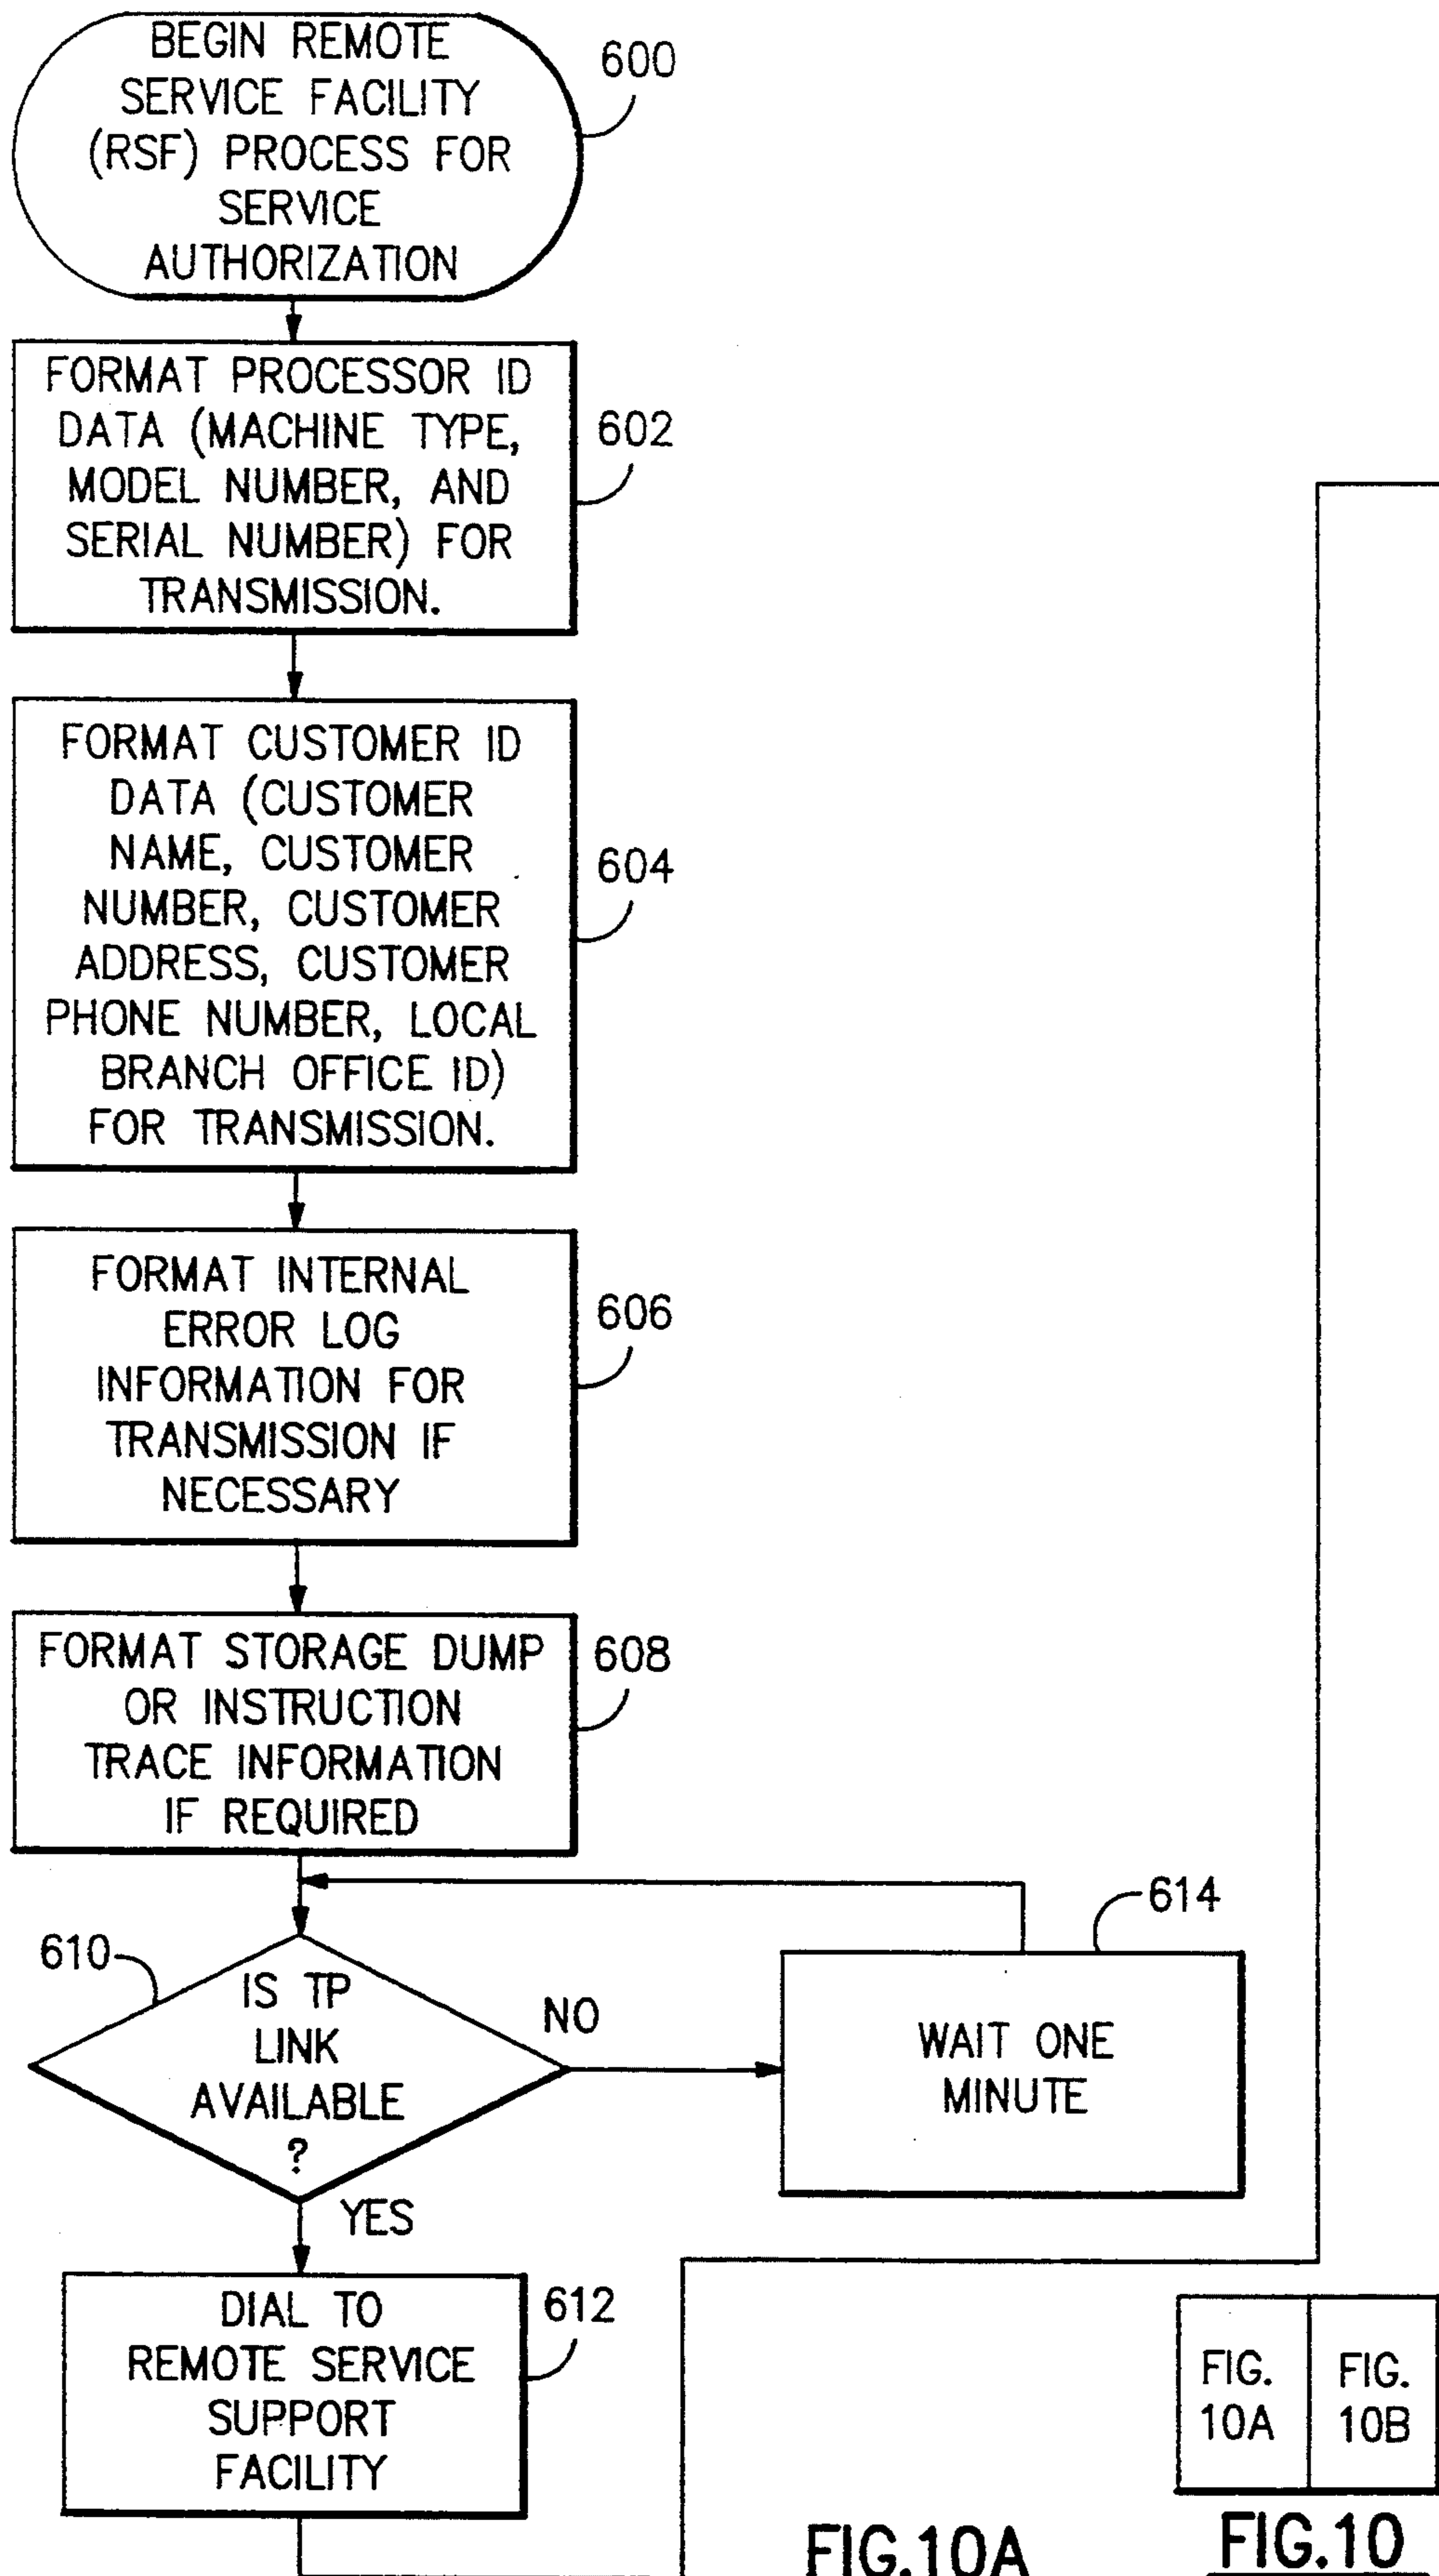 BEGIN REMOTE
SERVICE FACILITY
(RSF) PROCESS FOR
SERVICE
AUTHORIZATION
600
FORMAT PROCESSOR ID
DATA (MACHINE TYPE,
MODEL NUMBER, AND
SERIAL NUMBER) FOR
TRANSMISSION.
602
FORMAT CUSTOMER ID
DATA (CUSTOMER
NAME, CUSTOMER
NUMBER, CUSTOMER
ADDRESS, CUSTOMER
PHONE NUMBER, LOCAL
BRANCH OFFICE ID)
FOR TRANSMISSION.
604
FORMAT INTERNAL
ERROR LOG
INFORMATION FOR
TRANSMISSION IF
NECESSARY
606
FORMAT STORAGE DUMP
OR INSTRUCTION
TRACE INFORMATION
IF REQUIRED
608
610
IS TP
LINK
AVAILABLE
?
NO
YES
WAIT ONE
MINUTE
614
DIAL TO
REMOTE SERVICE
SUPPORT
FACILITY
612
FIG.
10A
FIG.
10B
FIG.10A
FIG.10